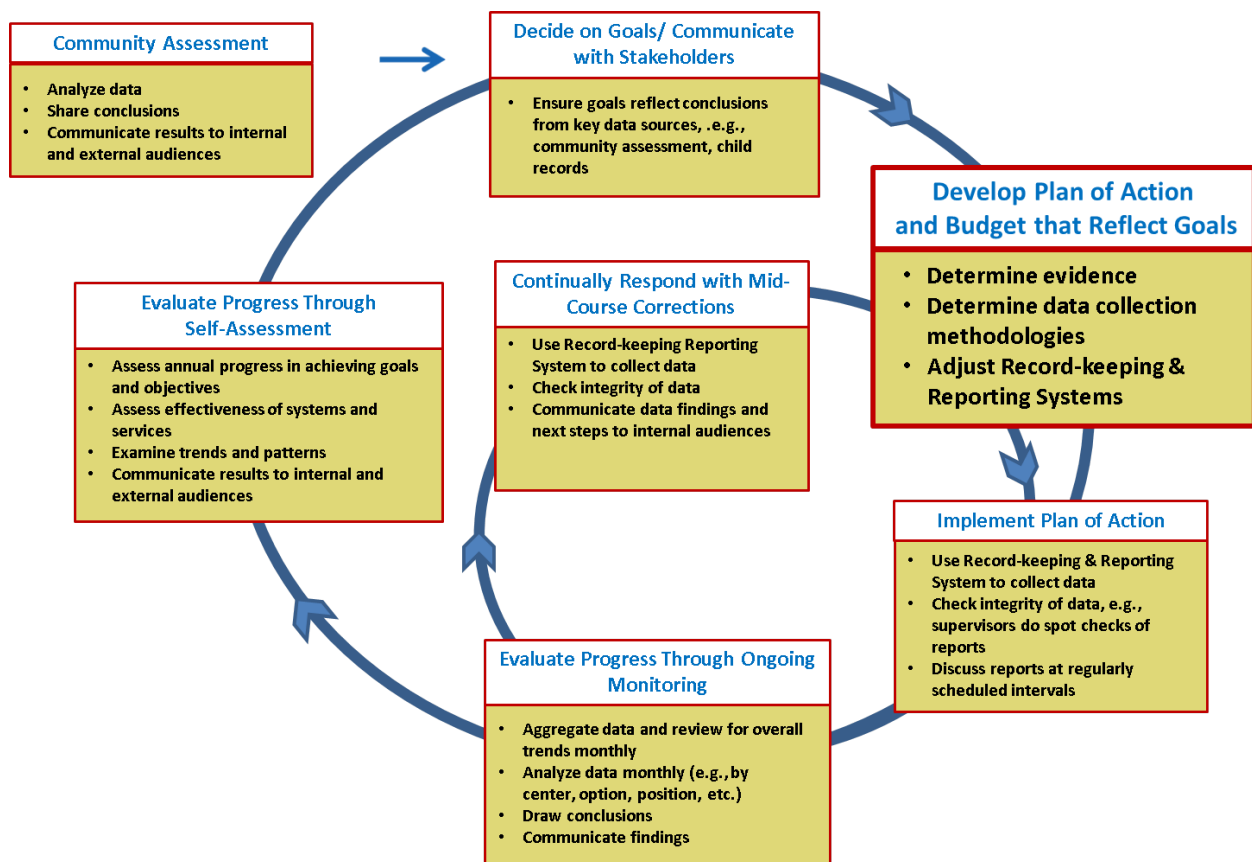 Community Assessment
• Analyze data
• Share conclusions
• Communicate results to internal
and external audiences
Decide on Goals/ Communicate
with Stakeholders
• Ensure goals reflect conclusions
from key data sources, .e.g.,
community assessment, child
records
Develop Plan of Action
and Budget that Reflect Goals
• Determine evidence
• Determine data collection
methodologies
• Adjust Record-keeping &
Reporting Systems
Implement Plan of Action
• Use Record-keeping & Reporting
System to collect data
• Check integrity of data, e.g.,
supervisors do spot checks of
reports
• Discuss reports at regularly
scheduled intervals
Evaluate Progress Through Ongoing
Monitoring
• Aggregate data and review for overall
trends monthly
• Analyze data monthly (e.g., by
center, option, position, etc.)
• Draw conclusions
• Communicate findings
Continually Respond with Mid-
Course Corrections
• Use Record-keeping Reporting
System to collect data
• Check integrity of data
• Communicate data findings and
next steps to internal audiences
Evaluate Progress Through
Self-Assessment
• Assess annual progress in achieving goals
and objectives
• Assess effectiveness of systems and
services
• Examine trends and patterns
• Communicate results to internal and
external audiences